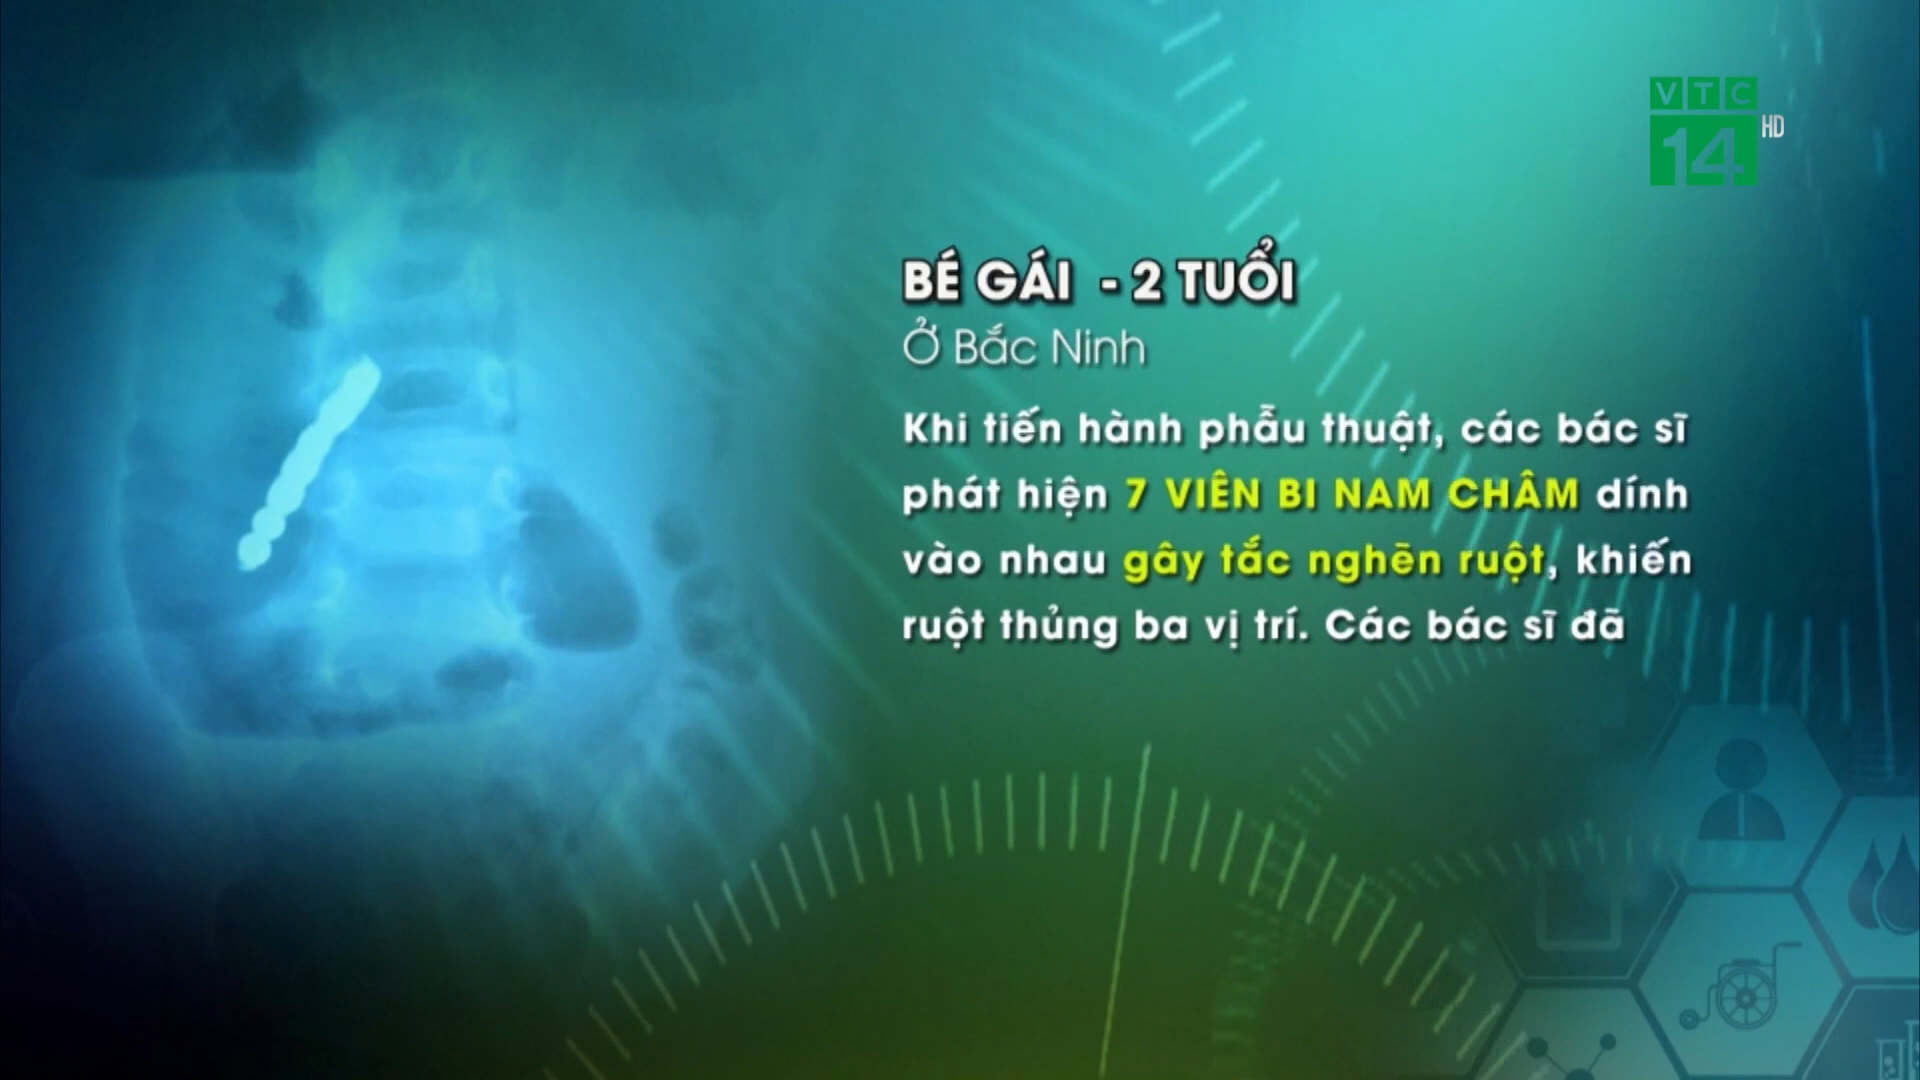 VTC
14 HD
BÉ GÁI - 2 TUỔI
Ở Bắc Ninh
Khi tiến hành phẫu thuật, các bác sĩ
phát hiện 7 VIÊN BI NAM CHÂM dính
vào nhau gây tắc nghẽn ruột, khiến
ruột thủng ba vị trí. Các bác sĩ đã